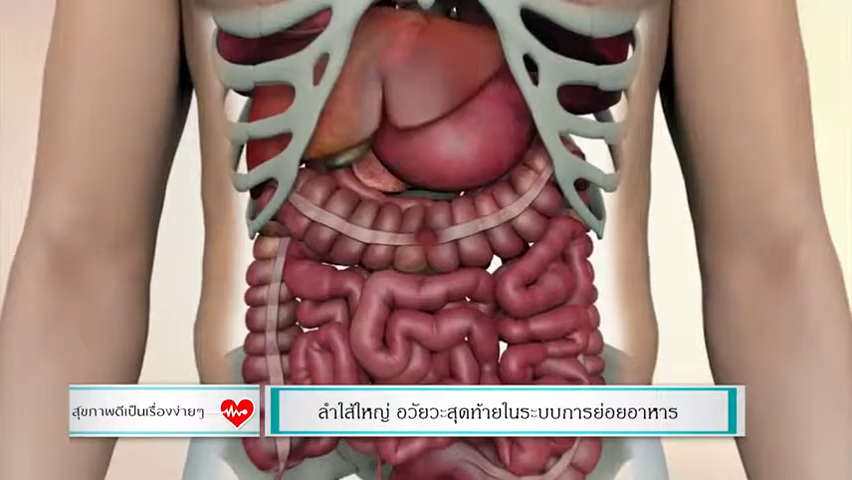 สุขภาพดีเป็นเรื่องง่ายๆ
ลำไส้ใหญ่ อวัยวะสุดท้ายในระบบการย่อยอาหาร